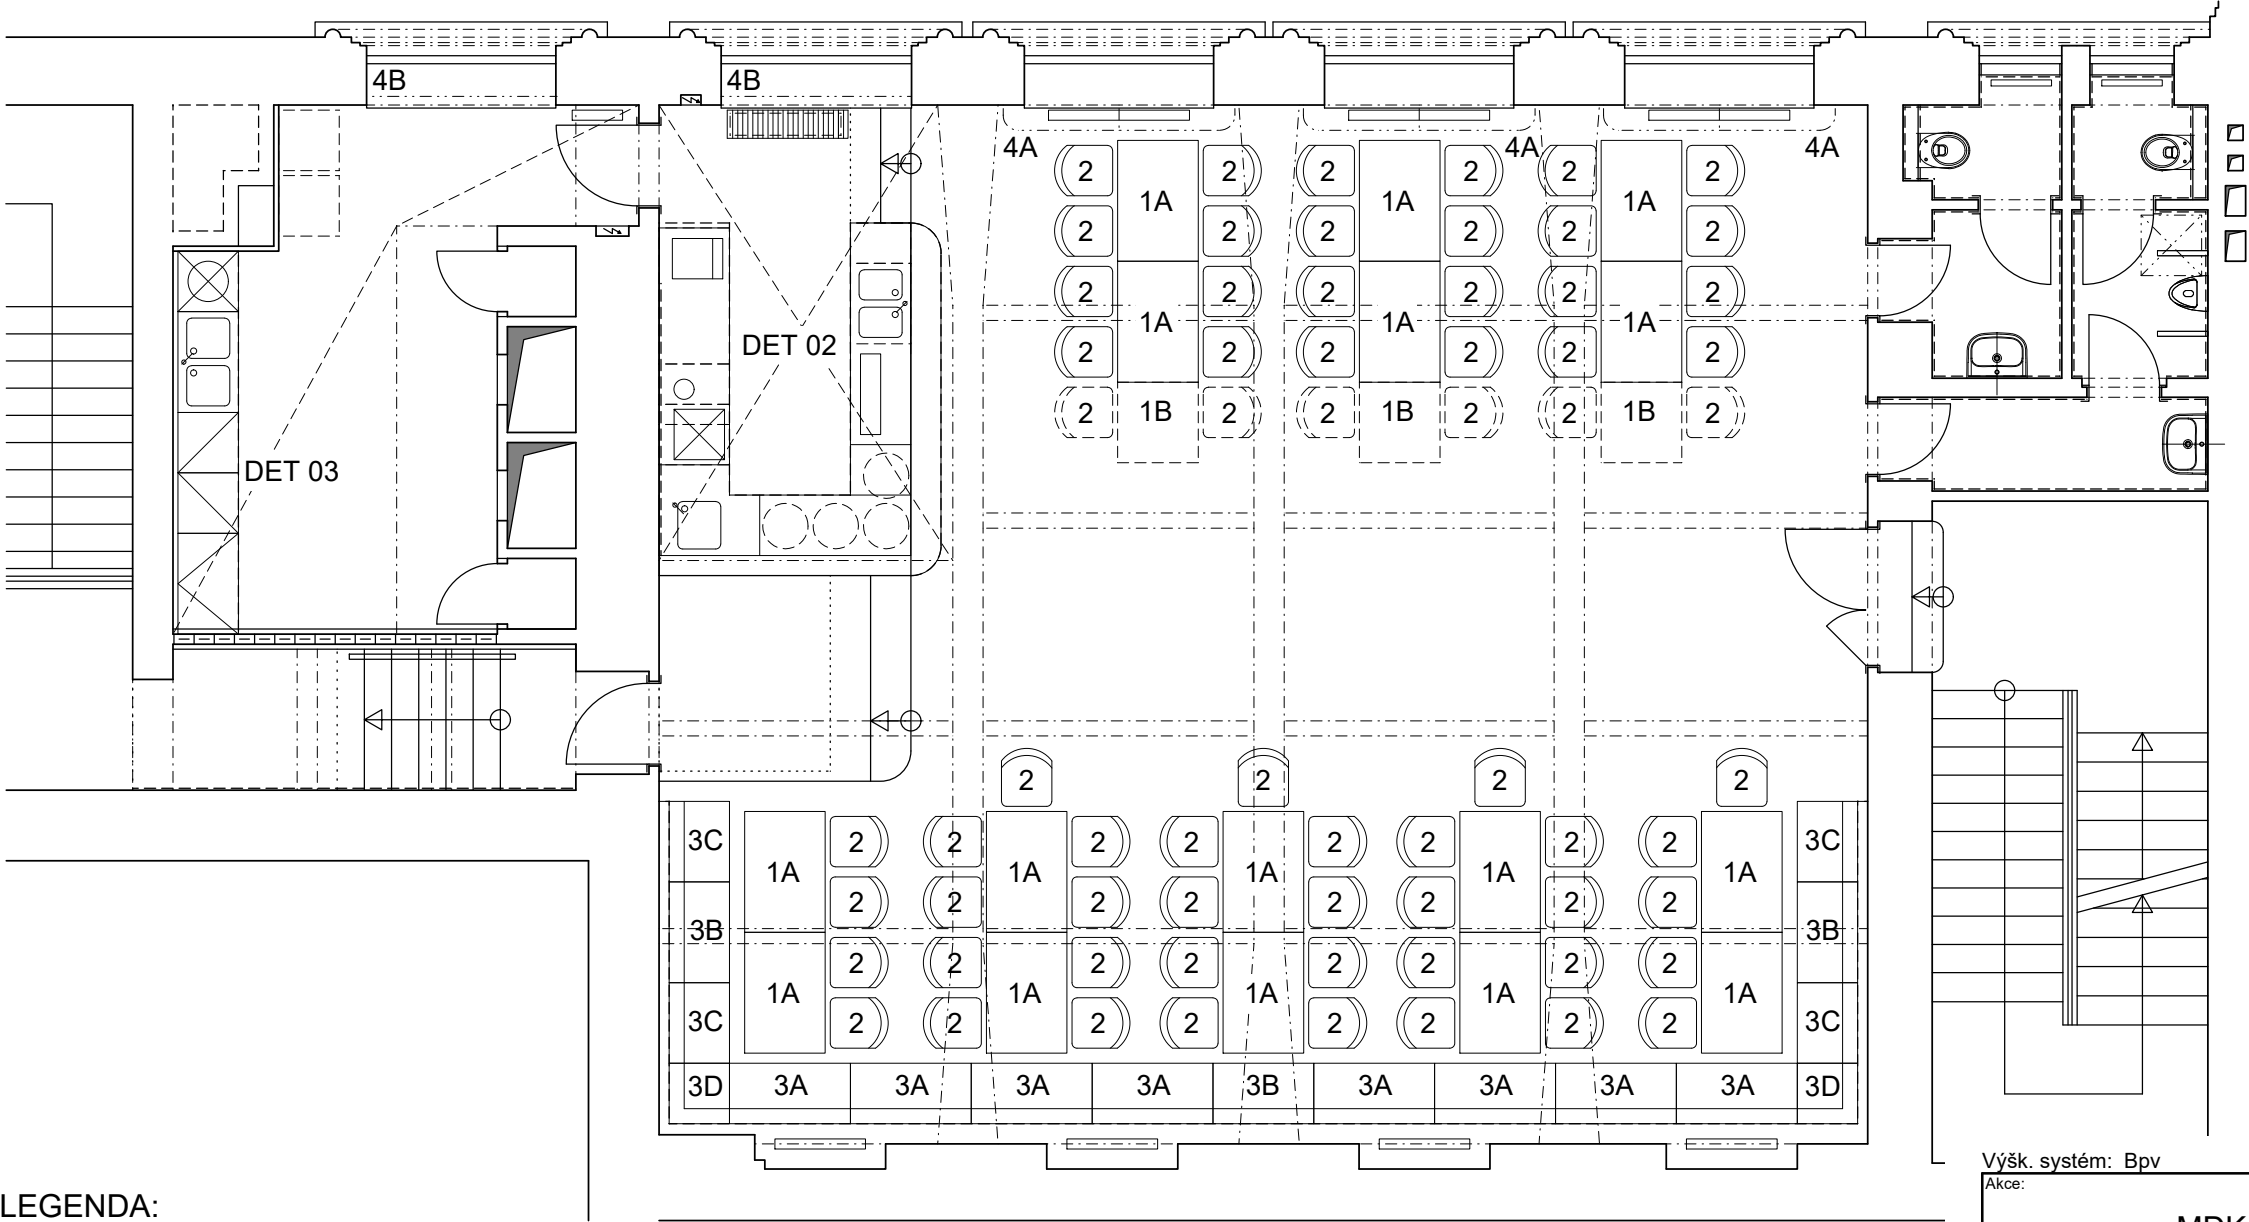 4B 4B
4A 4A 4A
2 2 2 2 2 2
1A 1A 1A
2 2 2 2 2 2
2 2 2 2 2 2
1A 1A 1A
DET 02
2 2 2 2 2 2
2 1B 2 2 1B 2 2 1B 2
DET 03
2 2 2 2
3C 2 2 2 2 2 2 2 2 3C
1A 1A 1A 1A 1A
2 2 2 2 2 2 2 2
3B 3B
2 2 2 2 2 2 2 2
1A 1A 1A 1A 1A
3C 2 2 2 2 2 2 2 2 3C
3D 3A 3A 3A 3A 3B 3A 3A 3A 3A 3D
Výšk. systém: Bpv
Akce:
LEGENDA: